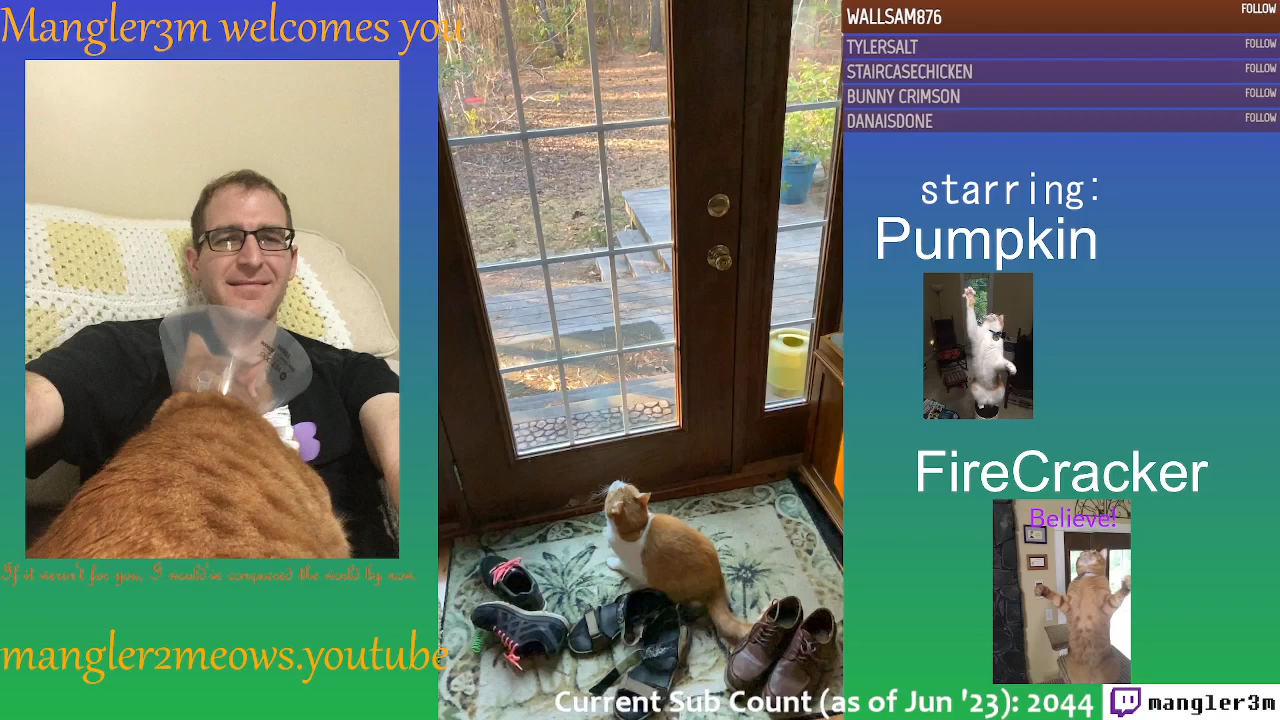 Mangler3m welcomes you
If it weren't for you, I would've conquered the world by now.
mangler2meows.youtube
WALLSAM876 FOLLOW
TYLERSALT FOLLOW
STAIRCASECHICKEN FOLLOW
BUNNY CRIMSON FOLLOW
DANAISDONE FOLLOW
starring:
Pumpkin
FireCracker
Believe!
Current Sub Count (as of Jun '23): 2044
mangler3m